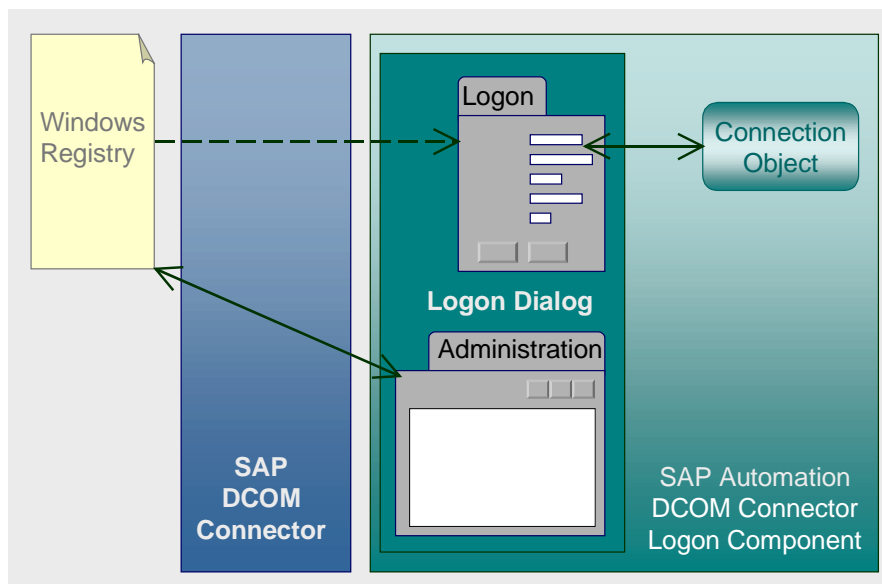 Windows
Registry
SAP
DCOM
Connector
Logon
Logon Dialog
Administration
Connection
Object
SAP Automation
DCOM Connector
Logon Component